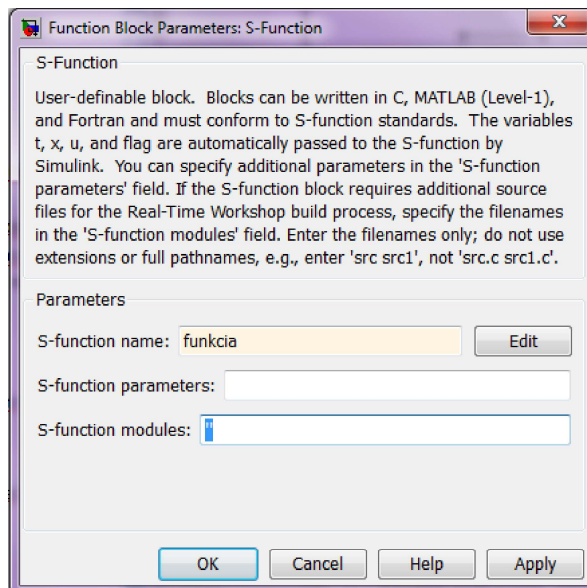 Function Block Parameters: S-Function
S-Function
User-definable block.  Blocks can be written in C, MATLAB (Level-1),
and Fortran and must conform to S-function standards.  The variables
t, x, u, and flag are automatically passed to the S-function by
Simulink.  You can specify additional parameters in the 'S-function
parameters' field. If the S-function block requires additional source
files for the Real-Time Workshop build process, specify the filenames
in the 'S-function modules' field. Enter the filenames only; do not use
extensions or full pathnames, e.g., enter 'src src1', not 'src.c src1.c'.
Parameters
S-function name: funkcia Edit
S-function parameters:
S-function modules: ''
OK Cancel Help Apply